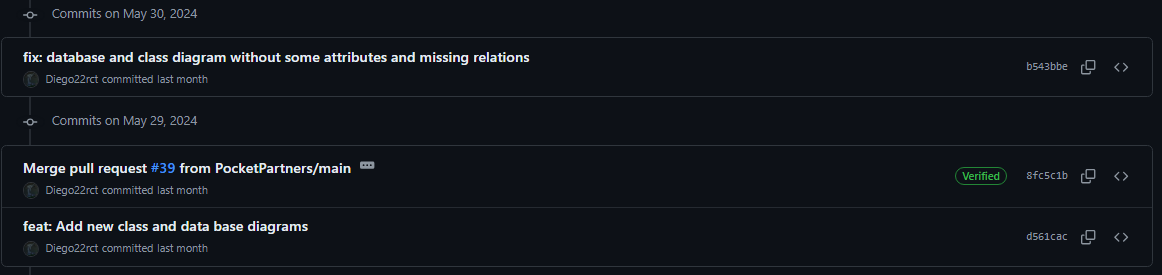 Commits on May 30, 2024
fix: database and class diagram without some attributes and missing relations
b543bbe
Diego22rct committed last month
Commits on May 29, 2024
Merge pull request #39 from PocketPartners/main
Verified
8fc5c1b
Diego22rct committed last month
feat: Add new class and data base diagrams
d561cac
Diego22rct committed last month